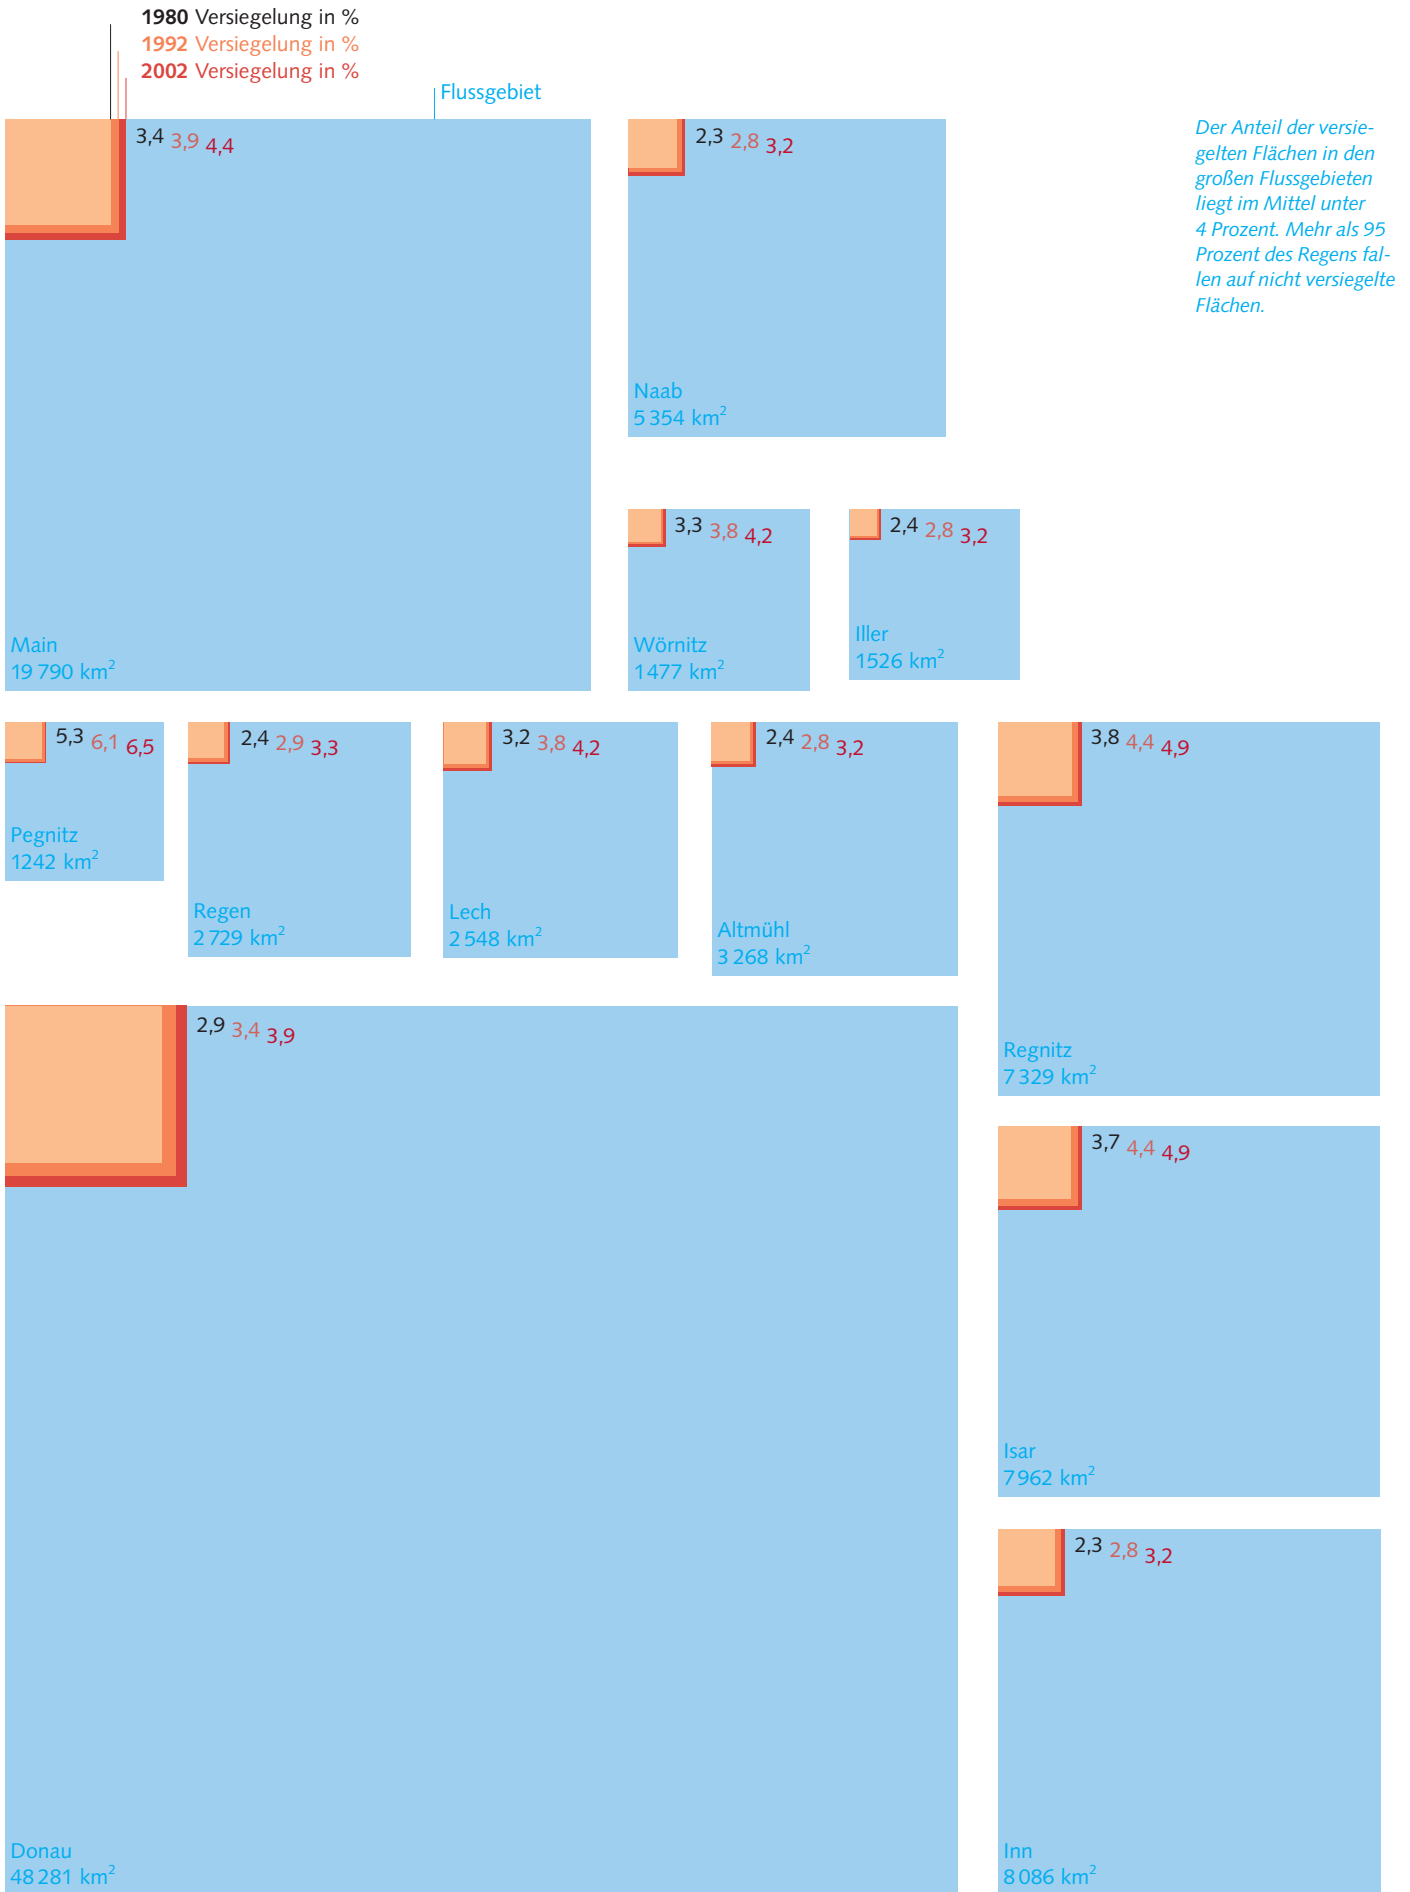 1980 Versiegelung in %
1992 Versiegelung in %
2002 Versiegelung in %
Flussgebiet
3,4 3,9 4,4
Main
19 790 km²
2,3 2,8 3,2
Naab
5 354 km²
Der Anteil der versie-
gelten Flächen in den
großen Flussgebieten
liegt im Mittel unter
4 Prozent. Mehr als 95
Prozent des Regens fal-
len auf nicht versiegelte
Flächen.
3,3 3,8 4,2
Wörnitz
1 477 km²
2,4 2,8 3,2
Iller
1526 km²
5,3 6,1 6,5
Pegnitz
1242 km²
2,4 2,9 3,3
Regen
2 729 km²
3,2 3,8 4,2
Lech
2 548 km²
2,4 2,8 3,2
Altmühl
3 268 km²
3,8 4,4 4,9
Regnitz
7 329 km²
2,9 3,4 3,9
Donau
48 281 km²
3,7 4,4 4,9
Isar
7 962 km²
2,3 2,8 3,2
Inn
8 086 km²